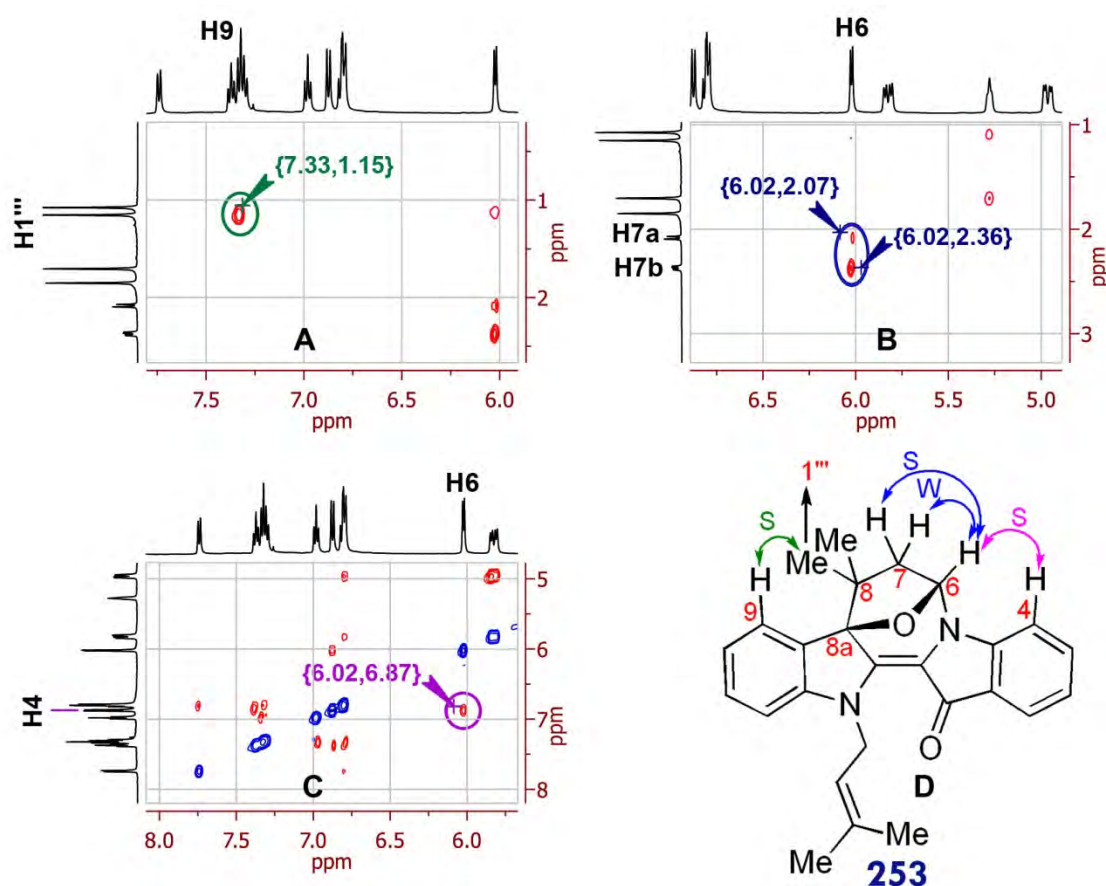 H9
H1'''
{7.33,1.15}
1
2
A
7.5
7.0
6.5
6.0
ppm
ppm
H6
H7a
H7b
{6.02,2.07}
{6.02,2.36}
1
2
3
B
6.5
6.0
5.5
5.0
ppm
ppm
H6
H4
{6.02,6.87}
5
6
7
8
C
8.0
7.5
7.0
6.5
6.0
ppm
ppm
1'''
S
W
S
S
H
H
H
H
H
Me
Me
7
8
6
9
4
8a
O
N
N
O
D
Me
Me
253